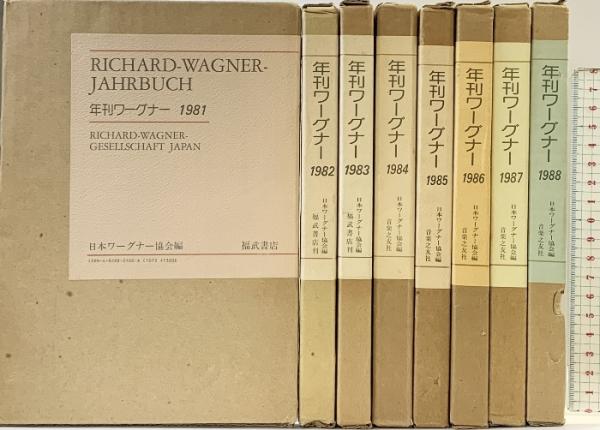 RICHARD-WAGNER-
JAHRBUCH
年刊ワーグナー 1981
RICHARD-WAGNER-
GESELLSCHAFT JAPAN
日本ワーグナー協会編 福武書店
年刊ワーグナー 1982
日本ワーグナー協会編
福武書店刊
年刊ワーグナー 1983
日本ワーグナー協会編
福武書店刊
年刊ワーグナー 1984
日本ワーグナー協会編
音楽之友社
年刊ワーグナー 1985
日本ワーグナー協会編
音楽之友社
年刊ワーグナー 1986
日本ワーグナー協会編
音楽之友社
年刊ワーグナー 1987
日本ワーグナー協会編
音楽之友社
年刊ワーグナー 1988
日本ワーグナー協会編
音楽之友社